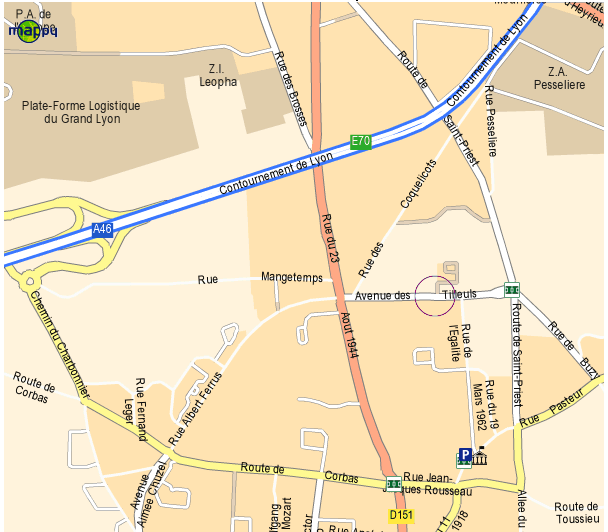 P.A. de
mappy
Z.I.
Leopha
Rue des Brosses
Route de
Saint-Priest
Contournement de Lyon
Z.A.
Pesseliere
Rue Pesseliere
Plate-Forme Logistique
du Grand Lyon
E70
Contournement de Lyon
A46
Rue des
Coquelicots
Rue du 23
Aout 1944
Rue
Mangetemps
Avenue des
Tilleuls
Chemin du Charbonnier
Rue de
l'Egalite
Route de Saint-Priest
Rue de
Buzy
Route de
Corbas
Rue Fernand
Leger
Rue Albert Ferrus
Rue du 19
Mars 1962
Rue Pasteur
P
Avenue
Aimee Chuzel
Route de
Corbas
Rue Jean-
Jacques Rousseau
Mozart
D151
1918
Allee du
Route de
Toussieu